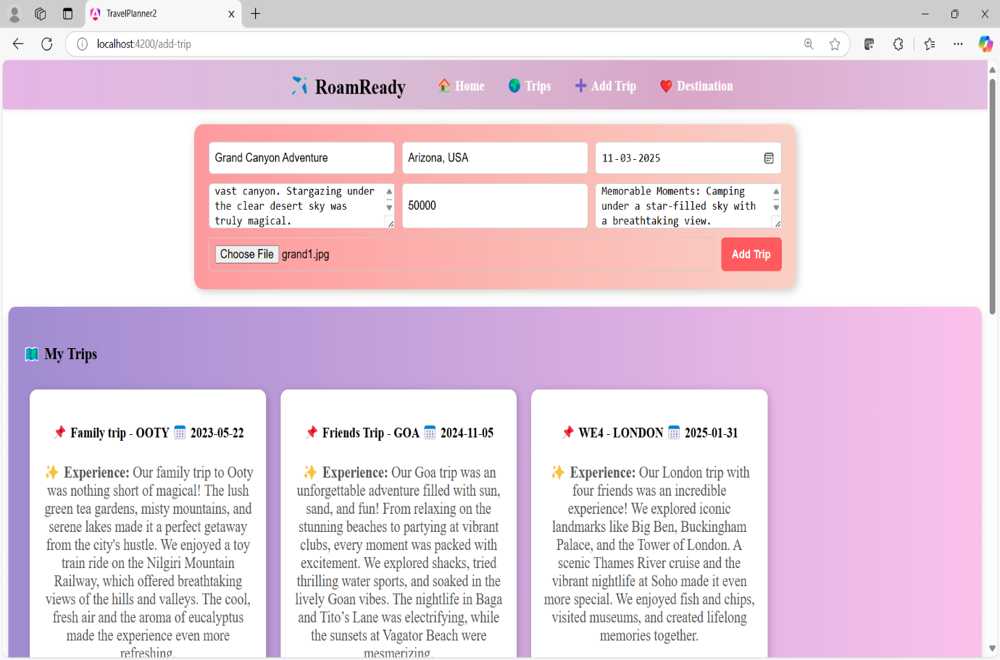 TravelPlanner2
localhost:4200/add-trip
RoamReady
Home
Trips
Add Trip
Destination
Grand Canyon Adventure
Arizona, USA
11-03-2025
vast canyon. Stargazing under
the clear desert sky was
truly magical.
50000
Memorable Moments: Camping
under a star-filled sky with
a breathtaking view.
Choose File grand1.jpg
Add Trip
My Trips
Family trip - OOTY 2023-05-22
Experience: Our family trip to Ooty
was nothing short of magical! The lush
green tea gardens, misty mountains, and
serene lakes made it a perfect getaway
from the city's hustle. We enjoyed a toy
train ride on the Nilgiri Mountain
Railway, which offered breathtaking
views of the hills and valleys. The cool,
fresh air and the aroma of eucalyptus
made the experience even more
refreshing.
Friends Trip - GOA 2024-11-05
Experience: Our Goa trip was an
unforgettable adventure filled with sun,
sand, and fun! From relaxing on the
stunning beaches to partying at vibrant
clubs, every moment was packed with
excitement. We explored shacks, tried
thrilling water sports, and soaked in the
lively Goan vibes. The nightlife in Baga
and Tito’s Lane was electrifying, while
the sunsets at Vagator Beach were
mesmerizing.
WE4 - LONDON 2025-01-31
Experience: Our London trip with
four friends was an incredible
experience! We explored iconic
landmarks like Big Ben, Buckingham
Palace, and the Tower of London. A
scenic Thames River cruise and the
vibrant nightlife at Soho made it even
more special. We enjoyed fish and chips,
visited museums, and created lifelong
memories together.